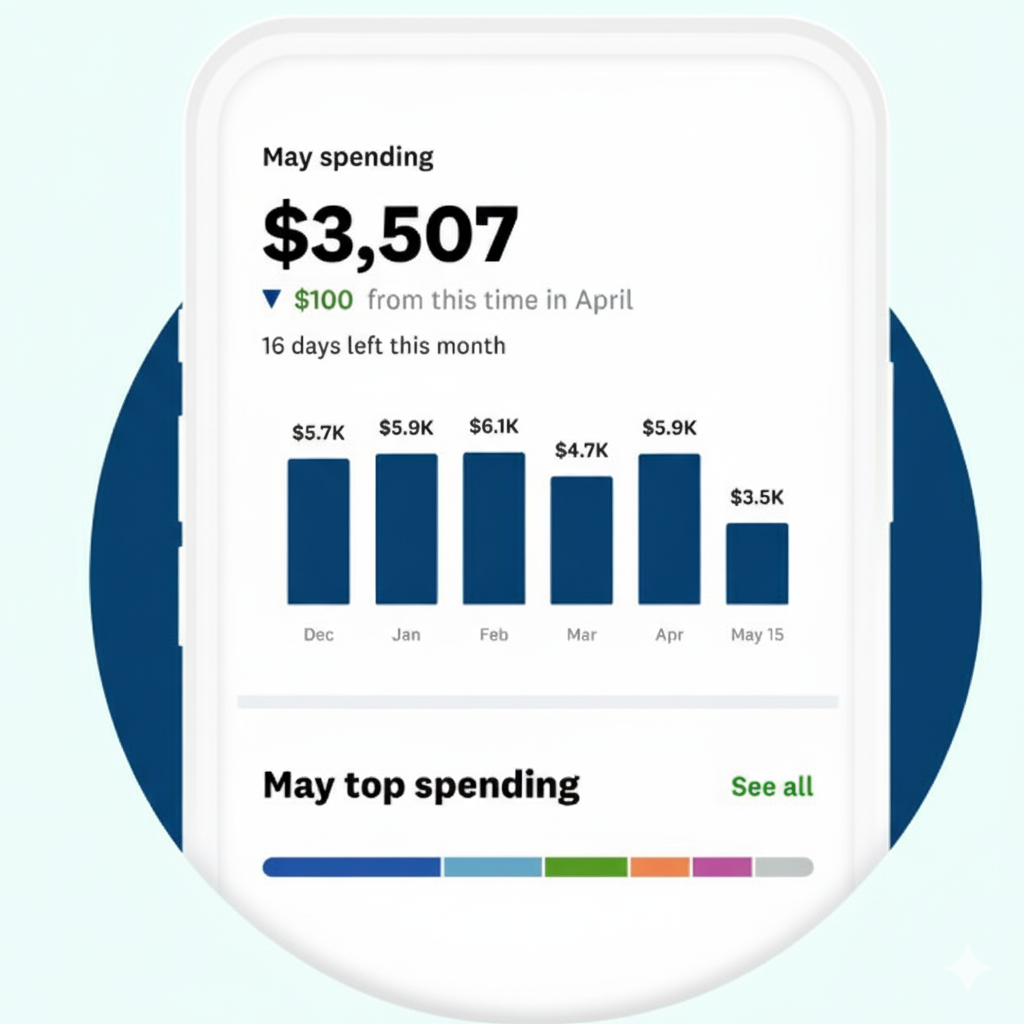 May spending
$3,507
▼ $100 from this time in April
16 days left this month
$5.7K $5.9K $6.1K $4.7K $5.9K $3.5K
Dec Jan Feb Mar Apr May 15
May top spending See all